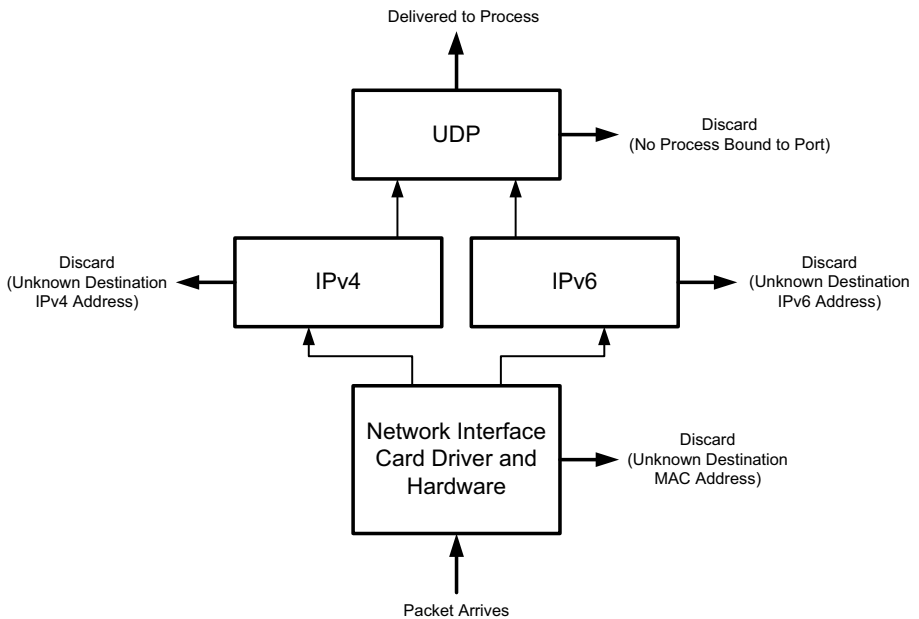 Delivered to Process
UDP
Discard
(No Process Bound to Port)
Discard
(Unknown Destination
IPv4 Address)
IPv4
IPv6
Discard
(Unknown Destination
IPv6 Address)
Network Interface
Card Driver and
Hardware
Discard
(Unknown Destination
MAC Address)
Packet Arrives